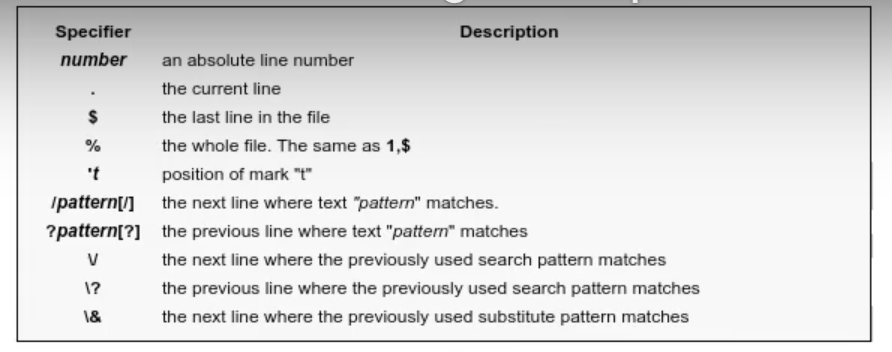 Specifier Description
number an absolute line number
. the current line
$ the last line in the file
% the whole file. The same as 1,$
't position of mark "t"
/pattern[/] the next line where text "pattern" matches.
?pattern[?] the previous line where text "pattern" matches
\/ the next line where the previously used search pattern matches
\? the previous line where the previously used search pattern matches
\& the next line where the previously used substitute pattern matches